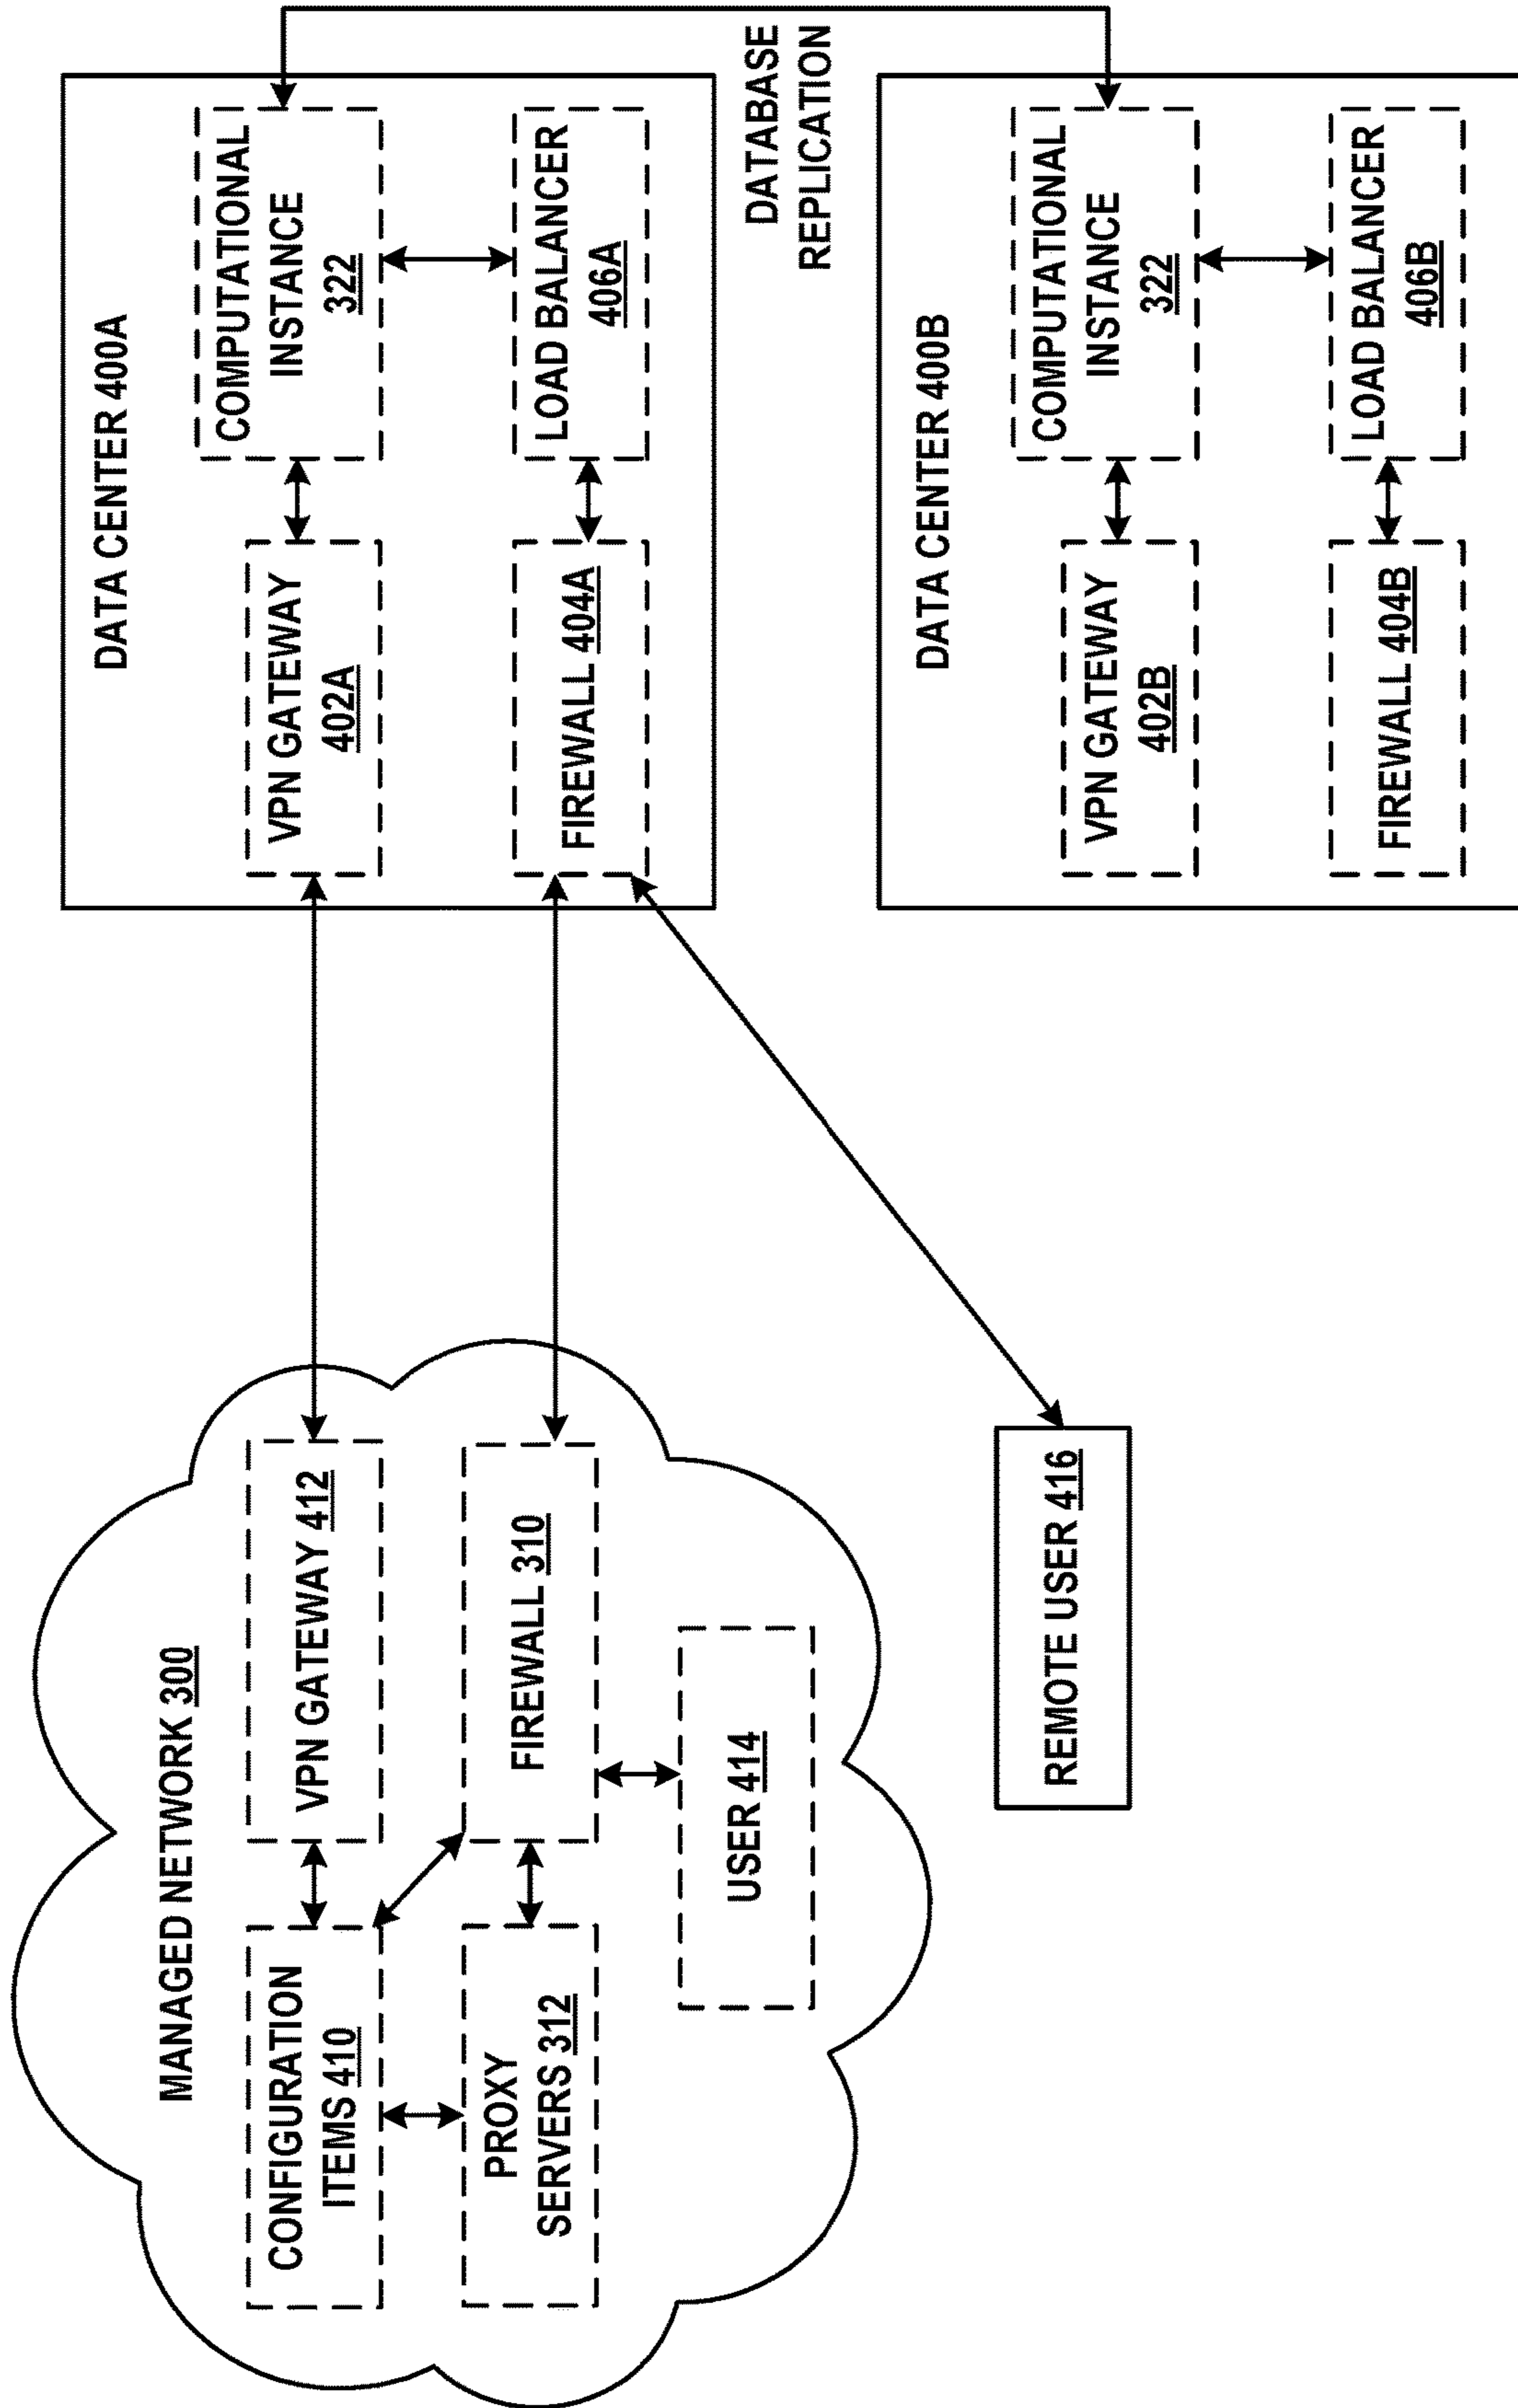 MANAGED NETWORK 300
CONFIGURATION
ITEMS 410
VPN GATEWAY 412
PROXY
SERVERS 312
FIREWALL 310
USER 414
REMOTE USER 416
DATA CENTER 400A
VPN GATEWAY
402A
COMPUTATIONAL
INSTANCE
322
FIREWALL 404A
LOAD BALANCER
406A
DATABASE
REPLICATION
DATA CENTER 400B
VPN GATEWAY
402B
COMPUTATIONAL
INSTANCE
322
FIREWALL 404B
LOAD BALANCER
406B